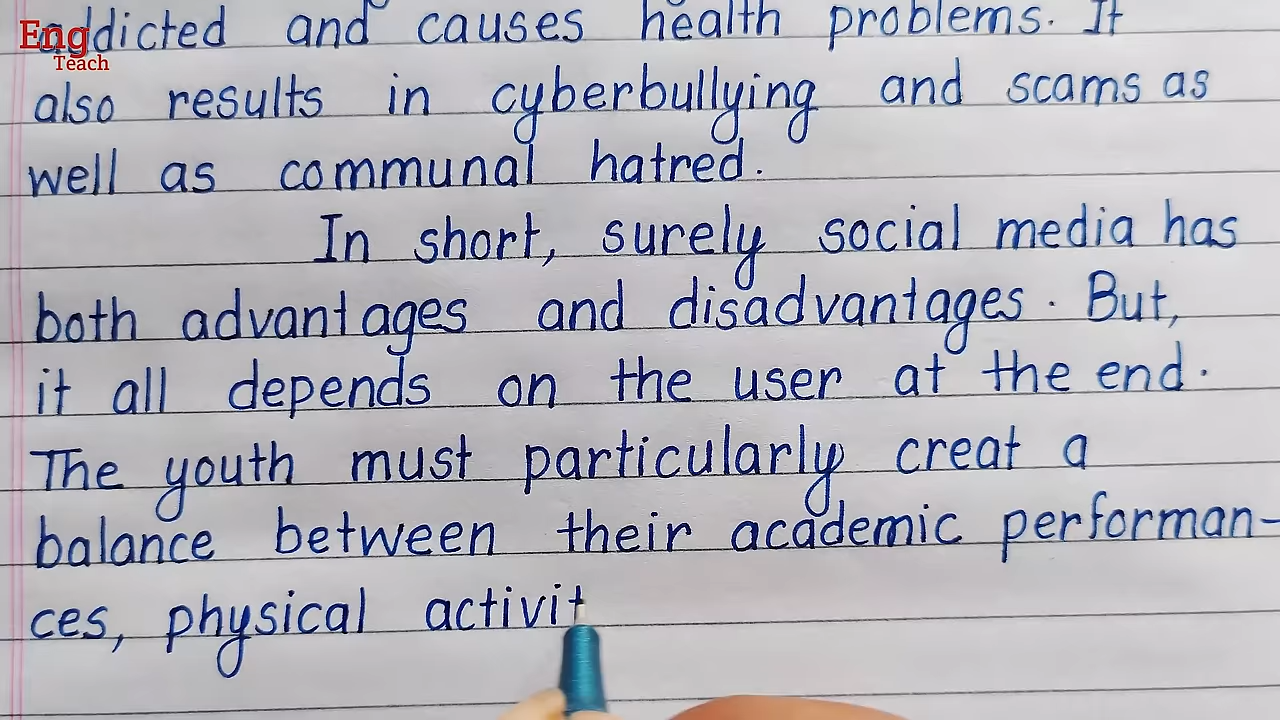 Eng
Teach
addicted and causes health problems. It
also results in cyberbullying and scams as
well as communal hatred.
In short, surely social media has
both advantages and disadvantages. But,
it all depends on the user at the end.
The youth must particularly creat a
balance between their academic performan-
ces, physical activit